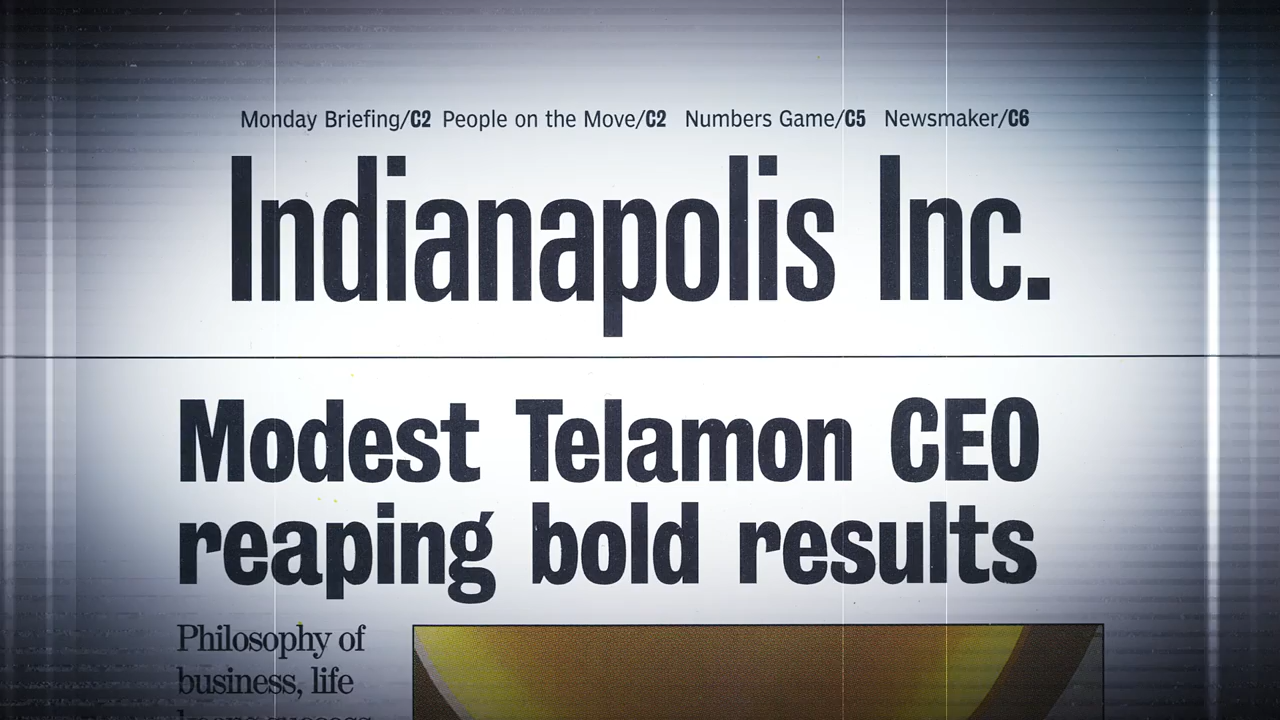 Monday Briefing/C2 People on the Move/C2 Numbers Game/C5 Newsmaker/C6
Indianapolis Inc.
Modest Telamon CEO
reaping bold results
Philosophy of
business, life